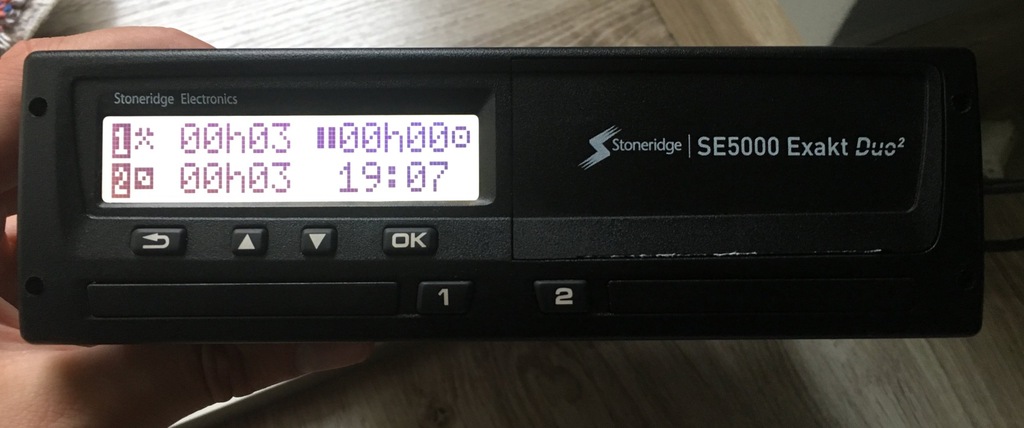 Stoneridge Electronics
1 00h03 00h00
2 00h03 19:07
Stoneridge | SE5000 Exakt Duo²
OK
1 2